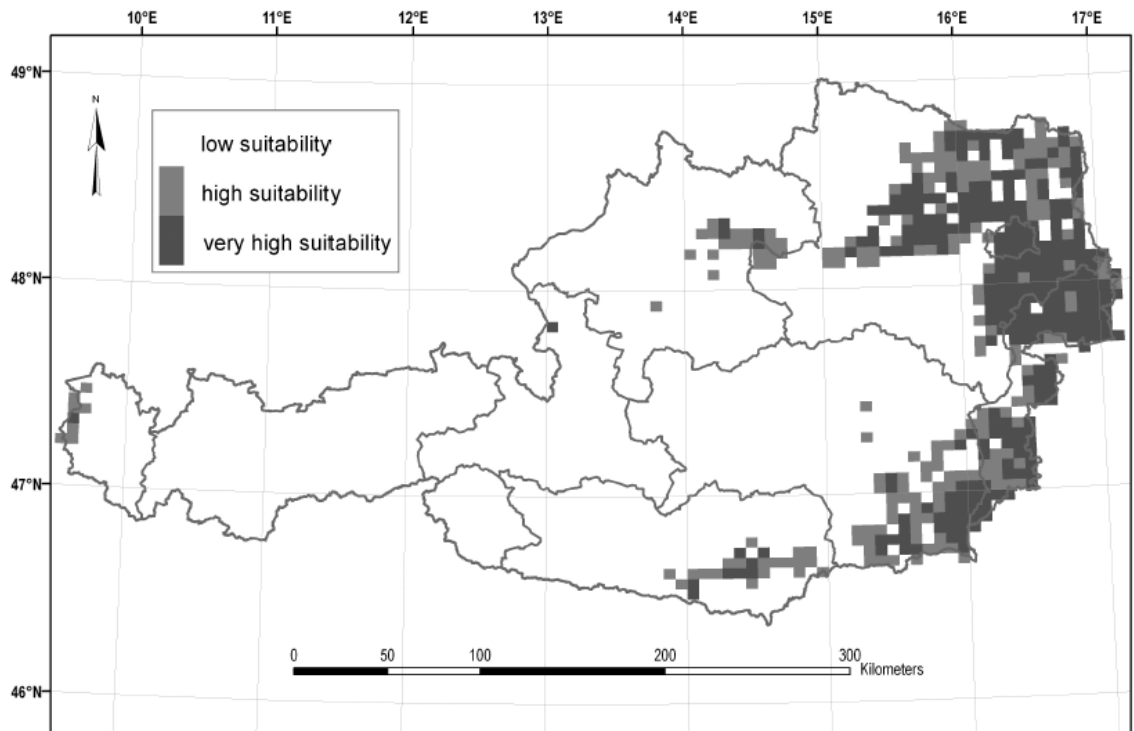 10°E 11°E 12°E 13°E 14°E 15°E 16°E 17°E
49°N
N
low suitability
high suitability
very high suitability
48°N
47°N
0 50 100 200 300
Kilometers
46°N